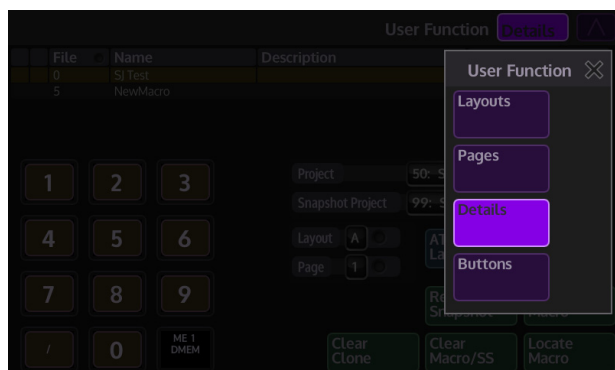 User Function Details
File Name Description
0 SJ Test
5 NewMacro
User Function
Layouts
Pages
Details
Buttons
1 2 3
4 5 6
7 8 9
/ 0 ME 1
DMEM
Project 50: S
Snapshot Project 99: S
Layout A
Page 1
Snapshot Macro
Clear
Clone
Clear
Macro/SS
Locate
Macro